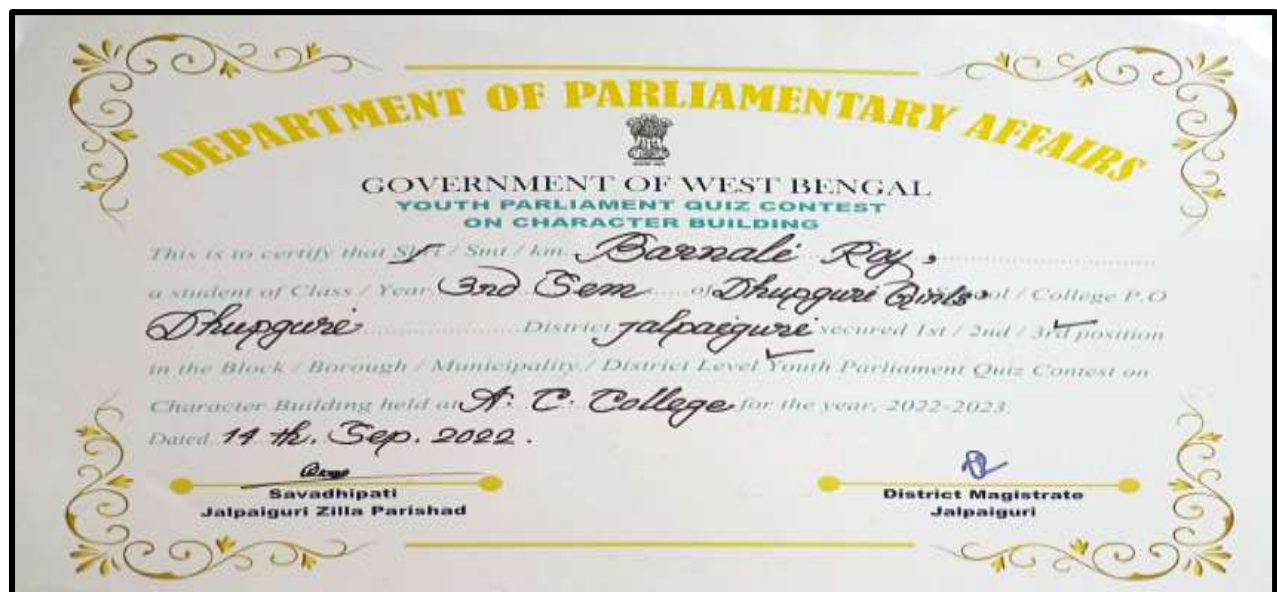 DEPARTMENT OF PARLIAMENTARY AFFAIRS
GOVERNMENT OF WEST BENGAL
YOUTH PARLIAMENT QUIZ CONTEST
ON CHARACTER BUILDING
This is to certify that Shri / Smt / km. Barnali Roy,
a student of Class / Year 3rd Sem of Dhupguri Girls' School / College P.O
Dhupguri District Jalpaiguri secured 1st / 2nd / 3rd position
in the Block / Borough / Municipality / District Level Youth Parliament Quiz Contest on
Character Building held at A. C. College for the year, 2022-2023.
Dated 14 th. Sep. 2022.
Savadhipati
Jalpaiguri Zilla Parishad
District Magistrate
Jalpaiguri